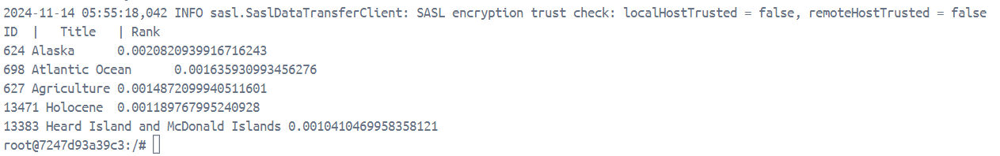 2024-11-14 05:55:18,042 INFO sasl.SaslDataTransferClient: SASL encryption trust check: localHostTrusted = false, remoteHostTrusted = false
ID | Title | Rank
624 Alaska 0.0020820939916716243
698 Atlantic Ocean 0.001635930993456276
627 Agriculture 0.0014872099940511601
13471 Holocene 0.001189767995240928
13383 Heard Island and McDonald Islands 0.0010410469958358121
root@7247d93a39c3:/#